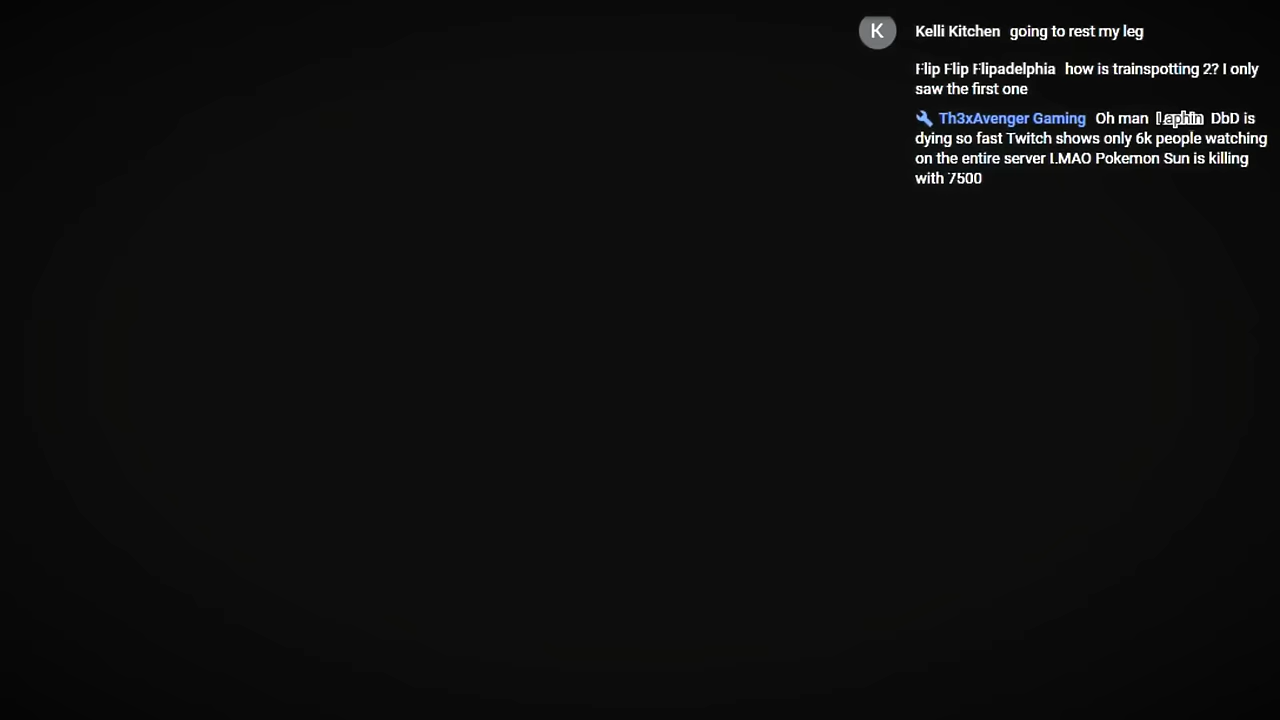 K Kelli Kitchen going to rest my leg
Flip Flip Flipadelphia how is trainspotting 2? I only
saw the first one
Th3xAvenger Gaming Oh man Laphin DbD is
dying so fast Twitch shows only 6k people watching
on the entire server LMAO Pokemon Sun is killing
with 7500